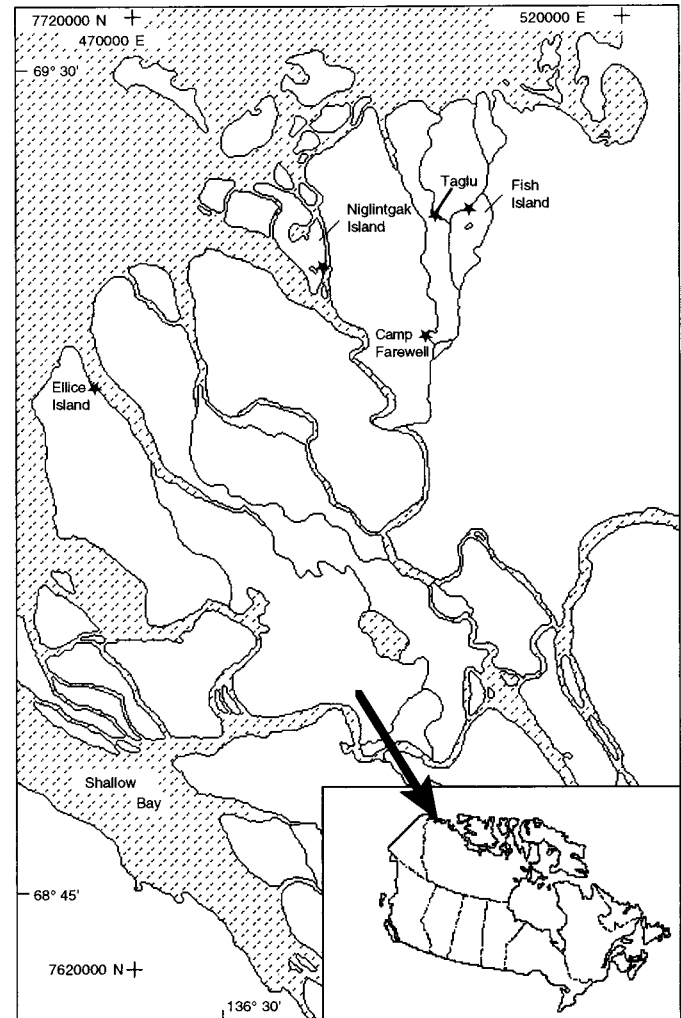 7720000 N
520000 E
470000 E
69° 30'
Taglu
Fish
Island
Niglintgak
Island
Camp
Farewell
Ellice
Island
Shallow
Bay
68° 45'
7620000 N
136° 30'